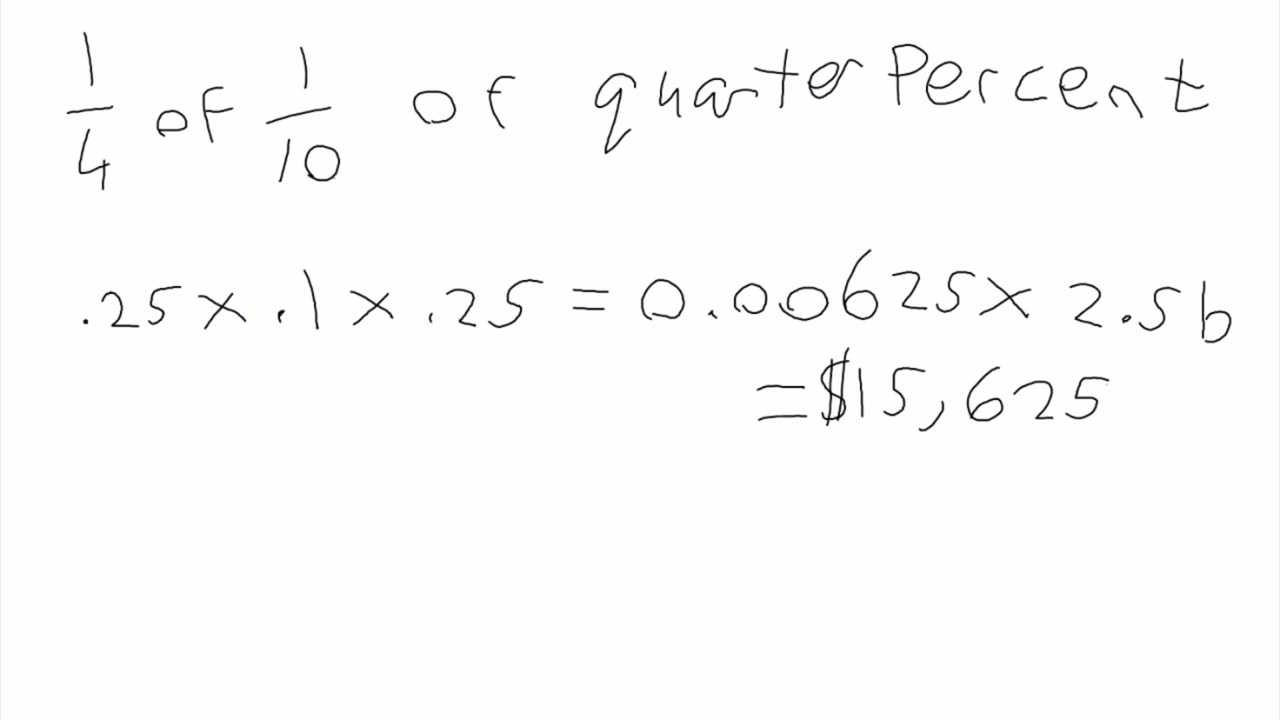 1/4 of 1/10 of quarter Percent
.25 x .1 x .25 = 0.00625 x 2.5b
= $15,625